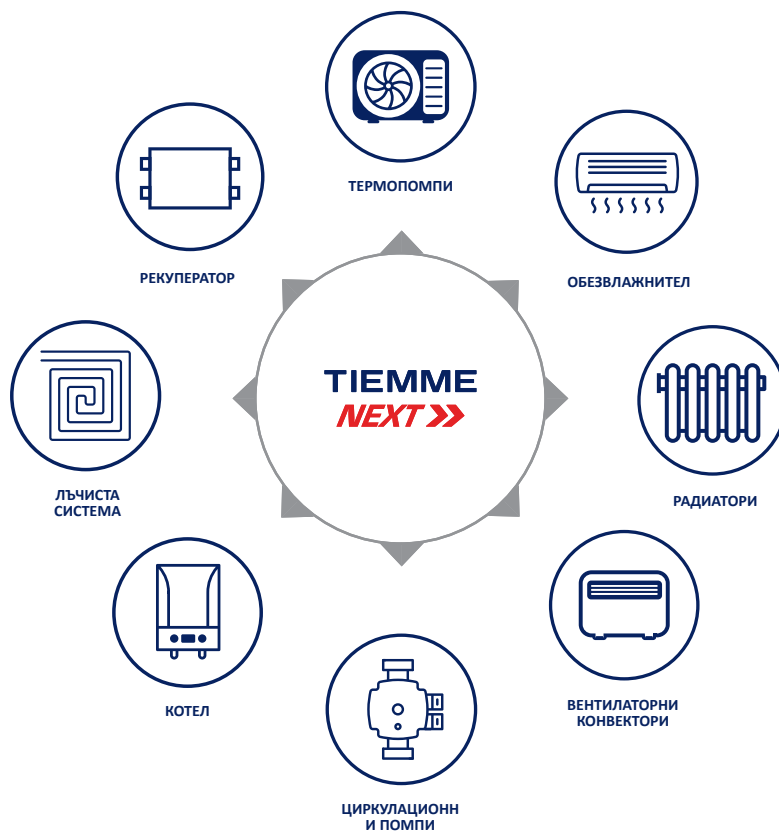 ТЕРМОПОМПИ
РЕКУПЕРАТОР
ОБЕЗВЛАЖНИТЕЛ
TIEMME
NEXT
ЛЪЧИСТА
СИСТЕМА
РАДИАТОРИ
КОТЕЛ
ВЕНТИЛАТОРНИ
КОНВЕКТОРИ
ЦИРКУЛАЦИОНН
И ПОМПИ